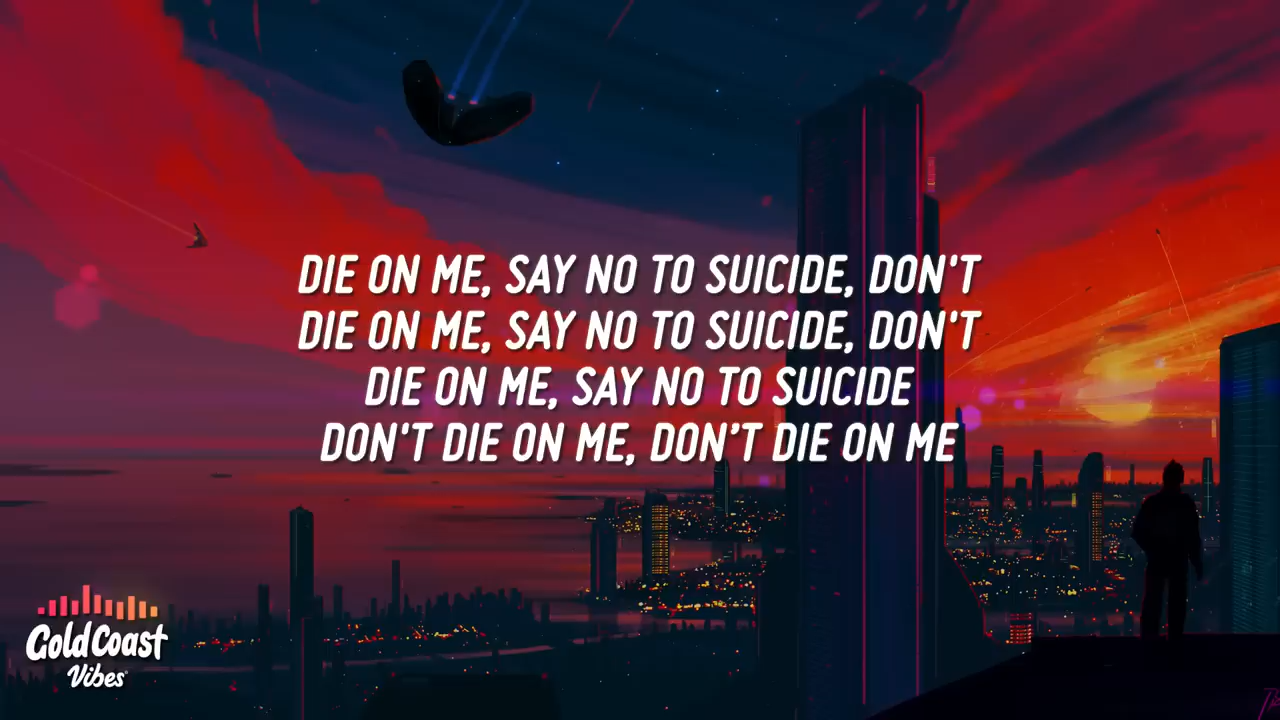 DIE ON ME, SAY NO TO SUICIDE, DON'T
DIE ON ME, SAY NO TO SUICIDE, DON'T
DIE ON ME, SAY NO TO SUICIDE
DON'T DIE ON ME, DON’T DIE ON ME
Gold Coast
Vibes